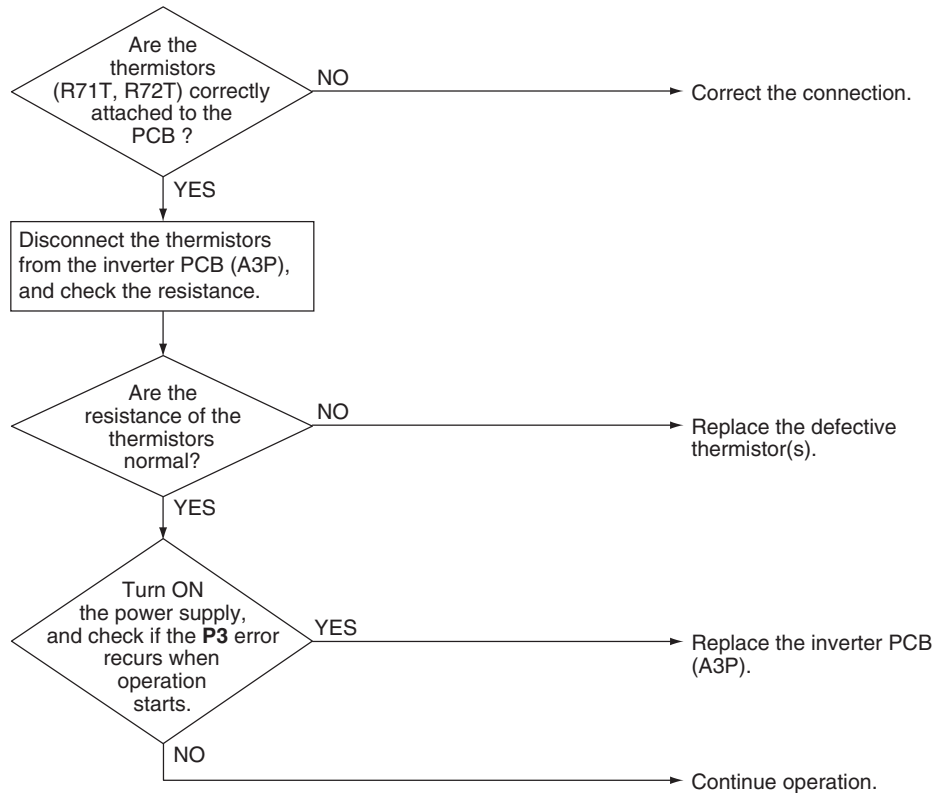 Are the
thermistors
(R71T, R72T) correctly
attached to the
PCB ?
NO
Correct the connection.
YES
Disconnect the thermistors
from the inverter PCB (A3P),
and check the resistance.
Are the
resistance of the
thermistors
normal?
NO
Replace the defective
thermistor(s).
YES
Turn ON
the power supply,
and check if the P3 error
recurs when
operation
starts.
YES
Replace the inverter PCB
(A3P).
NO
Continue operation.